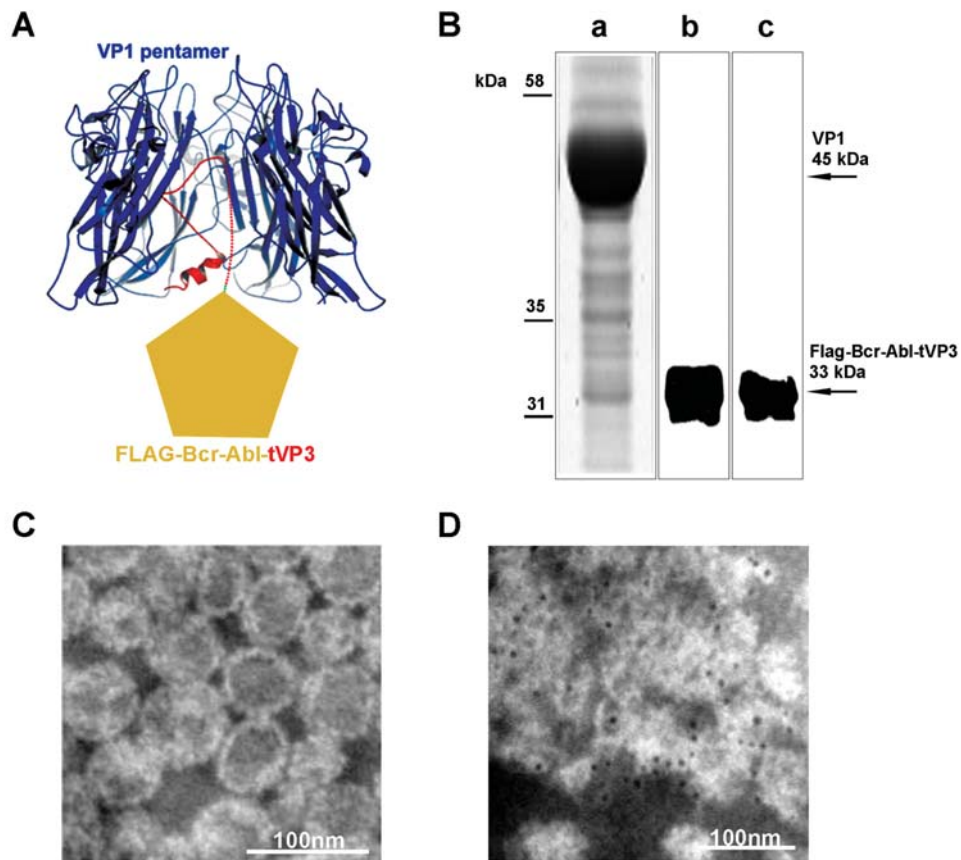 A
VP1 pentamer
FLAG-Bcr-Abl-tVP3
B
a
b
c
kDa
58
35
31
VP1
45 kDa
Flag-Bcr-Abl-tVP3
33 kDa
C
100nm
D
100nm